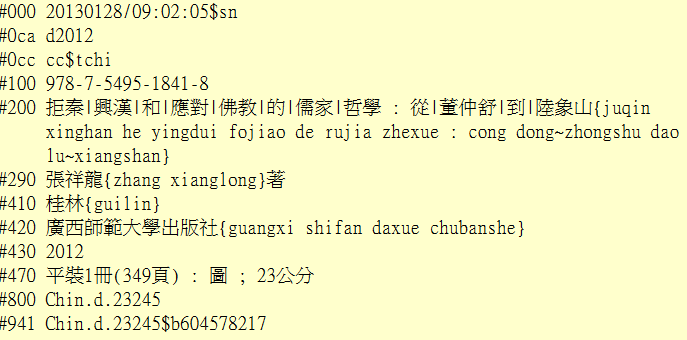 #000 20130128/09:02:05$sn
#0ca d2012
#0cc cc$tchi
#100 978-7-5495-1841-8
#200 拒秦|興漢|和|應對|佛教|的|儒家|哲學 : 從|董仲舒|到|陸象山{juqin
xinghan he yingdui fojiao de rujia zhexue : cong dong~zhongshu dao
lu~xiangshan}
#290 張祥龍{zhang xianglong}著
#410 桂林{guilin}
#420 廣西師範大學出版社{guangxi shifan daxue chubanshe}
#430 2012
#470 平裝1冊(349頁) : 圖 ; 23公分
#800 Chin.d.23245
#941 Chin.d.23245$b604578217